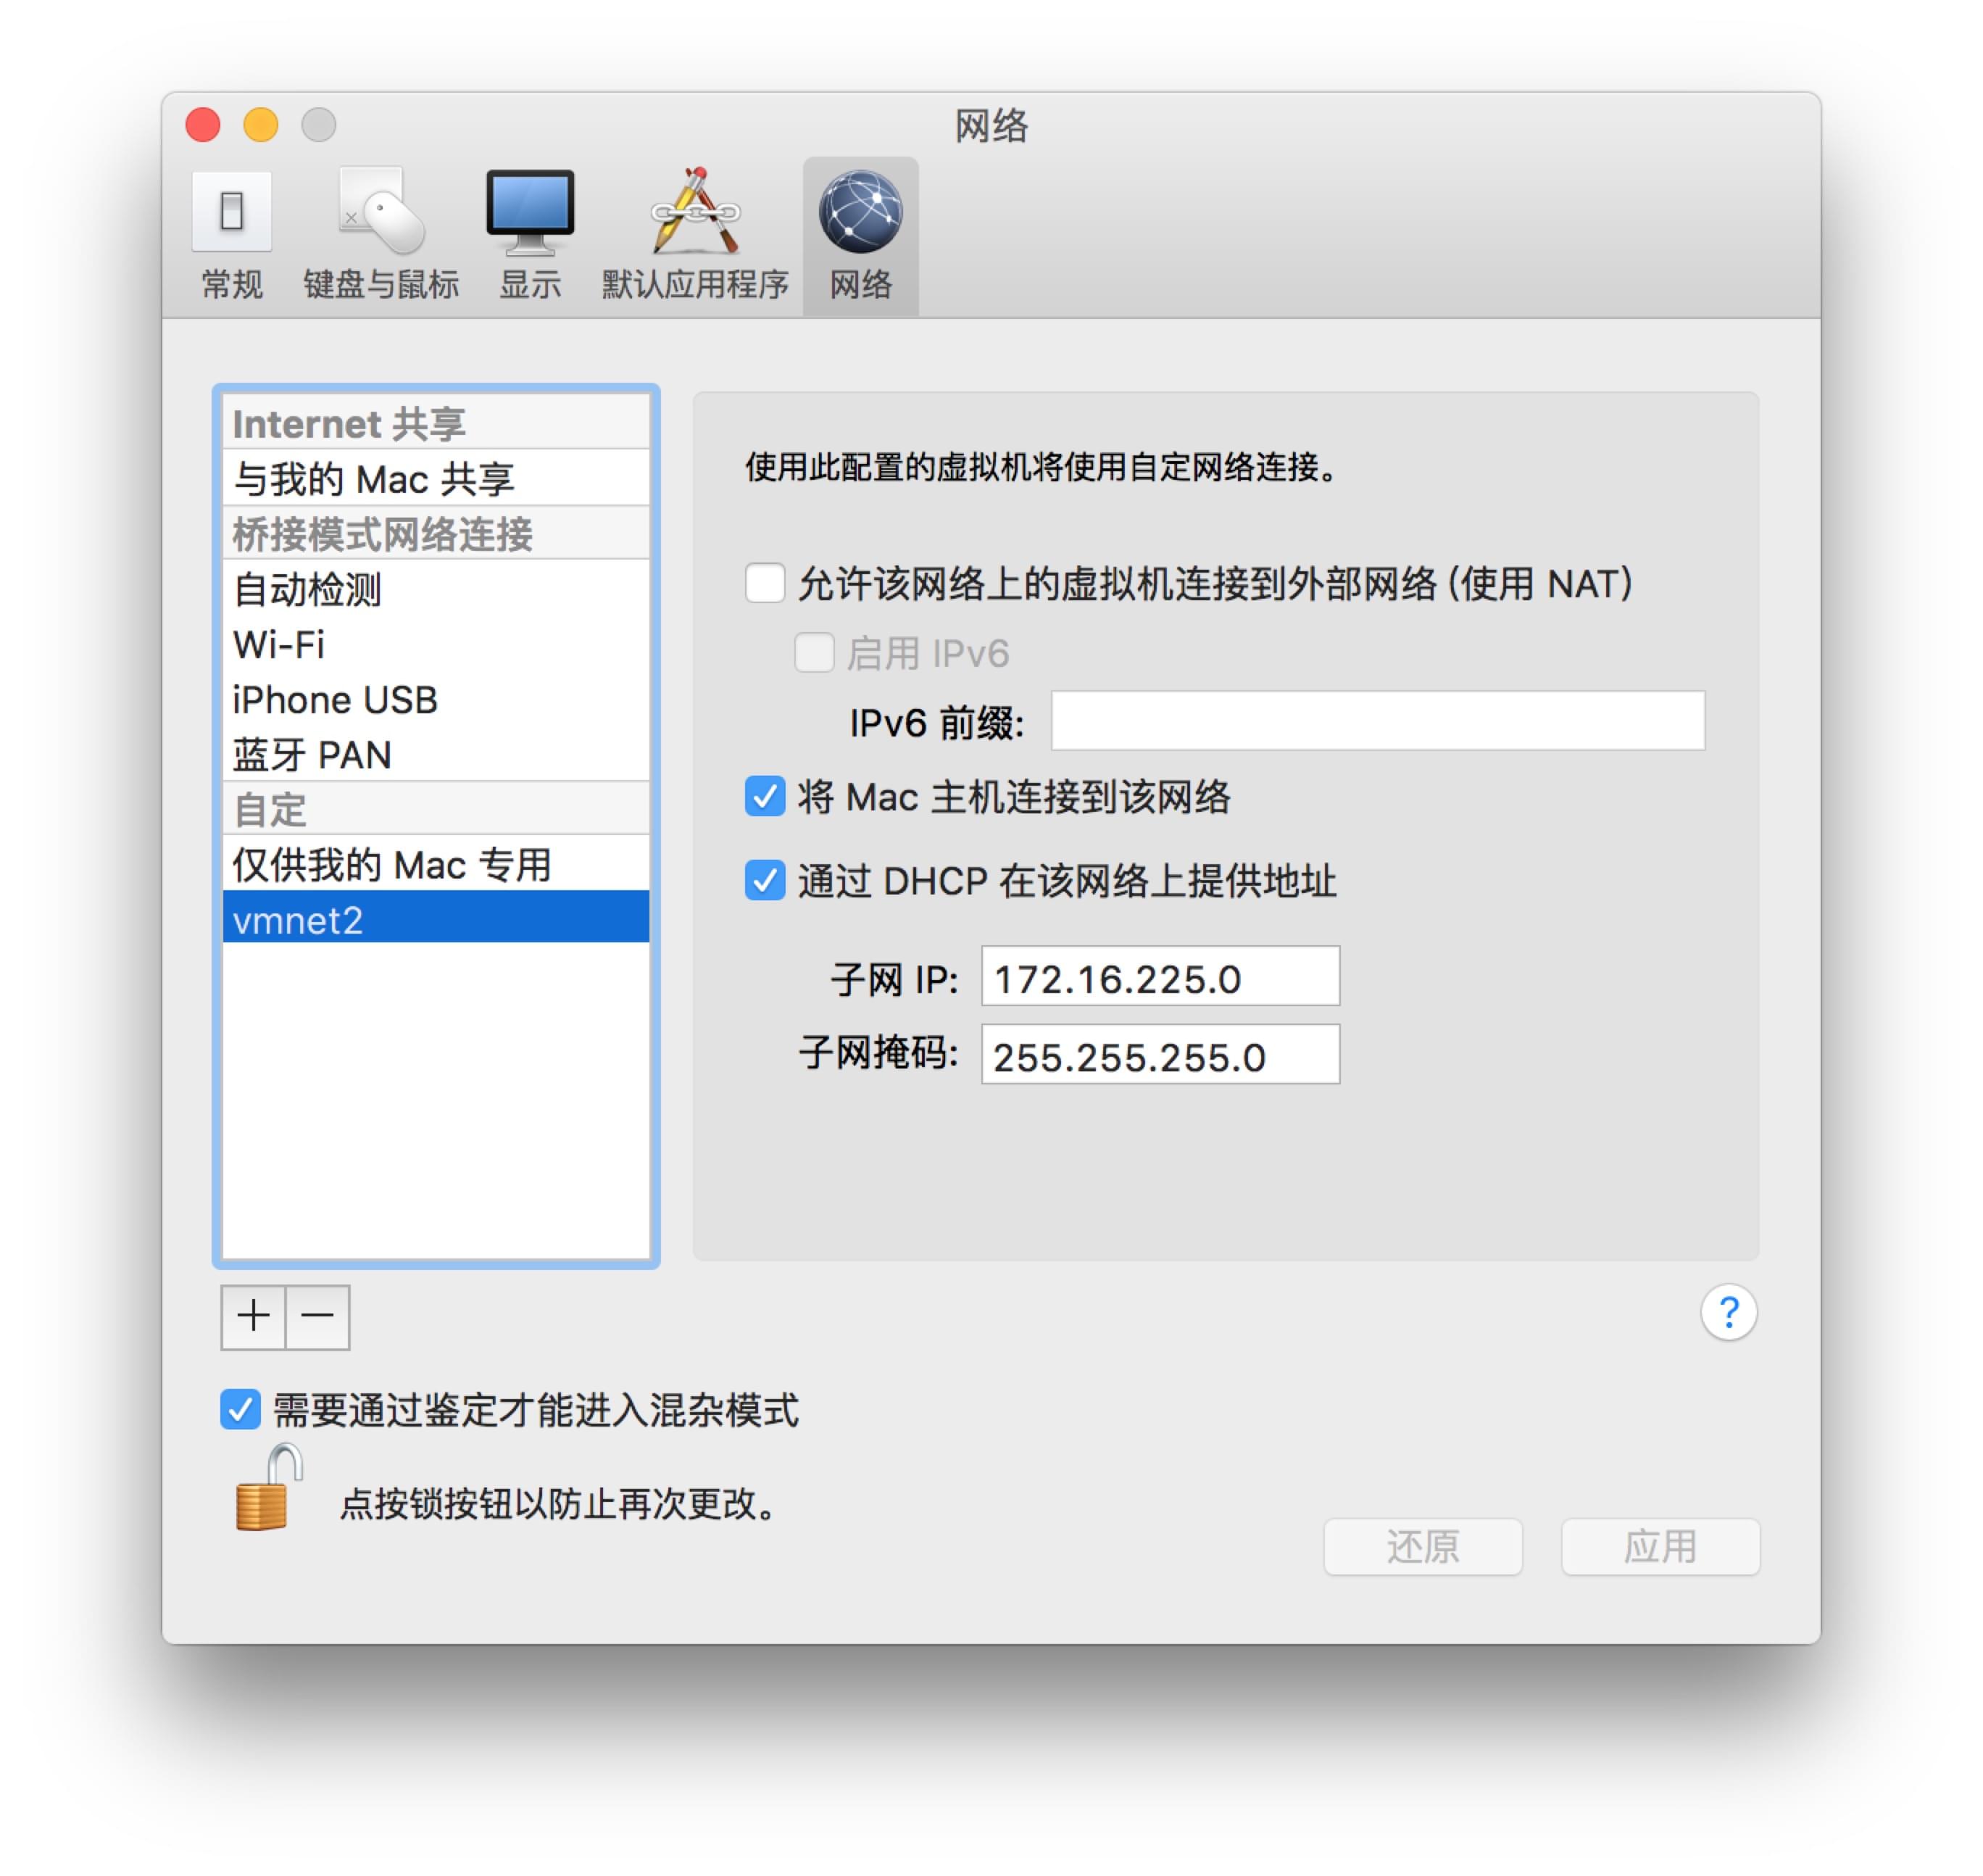 网络
常规 键盘与鼠标 显示 默认应用程序 网络
Internet 共享
与我的 Mac 共享
桥接模式网络连接
自动检测
Wi-Fi
iPhone USB
蓝牙 PAN
自定
仅供我的 Mac 专用
vmnet2
使用此配置的虚拟机将使用自定网络连接。
允许该网络上的虚拟机连接到外部网络 (使用 NAT)
启用 IPv6
IPv6 前缀:
将 Mac 主机连接到该网络
通过 DHCP 在该网络上提供地址
子网 IP: 172.16.225.0
子网掩码: 255.255.255.0
?
需要通过鉴定才能进入混杂模式
点按锁按钮以防止再次更改。
还原 应用